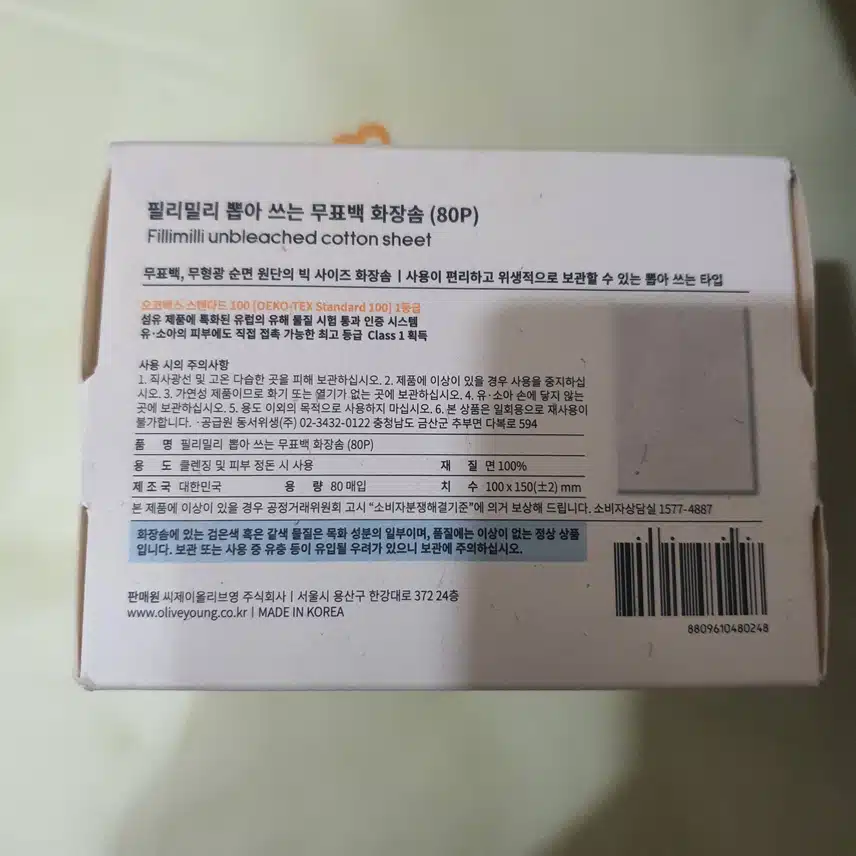 필리밀리 뽑아 쓰는 무표백 화장솜 (80P)
Fillimilli unbleached cotton sheet
무표백, 무형광 순면 원단의 빅 사이즈 화장솜 | 사용이 편리하고 위생적으로 보관할 수 있는 뽑아 쓰는 타입
오코텍스 스탠다드 100 [OEKO-TEX Standard 100] 1등급
섬유 제품에 특화된 유럽의 유해 물질 시험 통과 인증 시스템
유·소아의 피부에도 직접 접촉 가능한 최고 등급 Class 1 획득
사용 시의 주의사항
1. 직사광선 및 고온 다습한 곳을 피해 보관하십시오. 2. 제품에 이상이 있을 경우 사용을 중지하십
시오. 3. 가연성 제품이므로 화기 또는 열기가 없는 곳에 보관하십시오. 4. 유·소아 손에 닿지 않는
곳에 보관하십시오. 5. 용도 이외의 목적으로 사용하지 마십시오. 6. 본 상품은 일회용으로 재사용이
불가합니다. ·공급원 동서위생(주) 02-3432-0122 충청남도 금산군 추부면 다복로 594
품 명 필리밀리 뽑아 쓰는 무표백 화장솜 (80P)
용 도 클렌징 및 피부 정돈 시 사용 재 질 면 100%
제조국 대한민국 용 량 80 매입 치 수 100 x 150(±2) mm
본 제품에 이상이 있을 경우 공정거래위원회 고시 “소비자분쟁해결기준”에 의거 보상해 드립니다. 소비자상담실 1577-4887
화장솜에 있는 검은색 혹은 갈색 물질은 목화 성분의 일부이며, 품질에는 이상이 없는 정상 상품
입니다. 보관 또는 사용 중 유충 등이 유입될 우려가 있으니 보관에 주의하십시오.
판매원 씨제이올리브영 주식회사 | 서울시 용산구 한강대로 372 24층
www.oliveyoung.co.kr | MADE IN KOREA
8809610480248